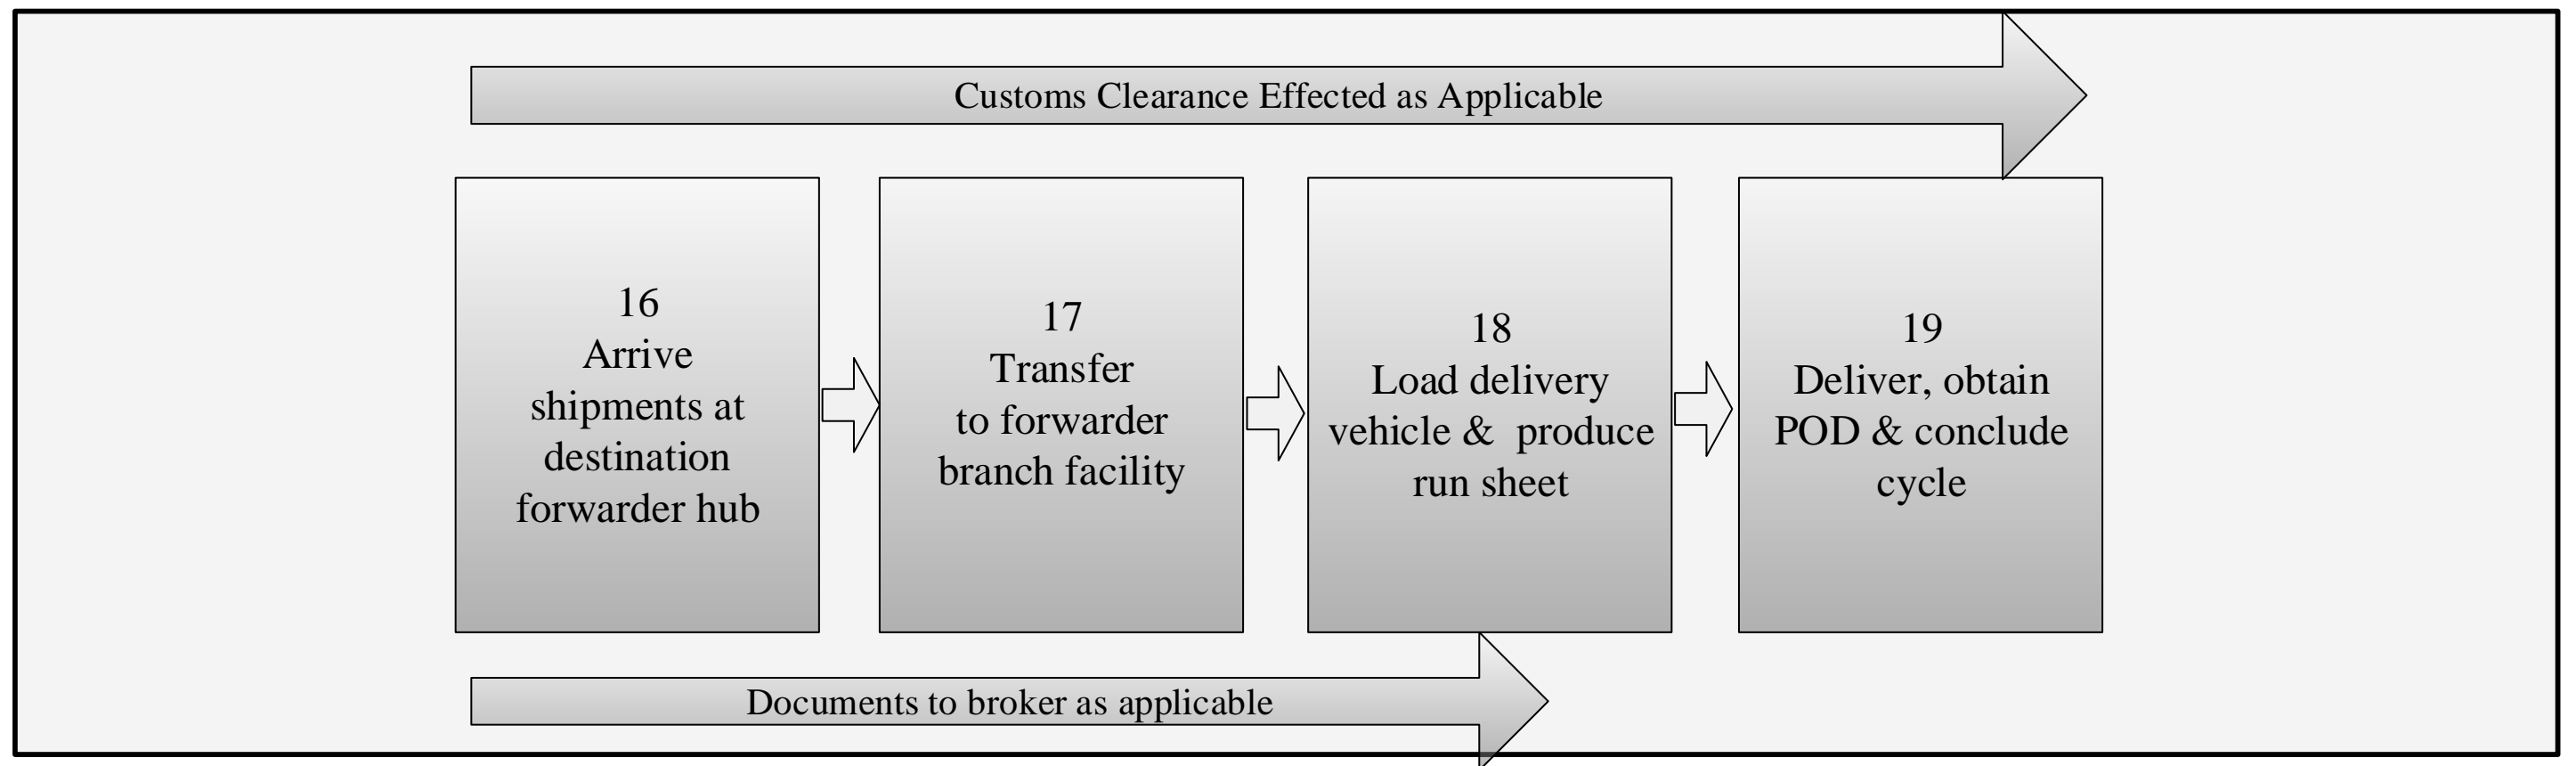 Customs Clearance Effected as Applicable
16
Arrive
shipments at
destination
forwarder hub
17
Transfer
to forwarder
branch facility
18
Load delivery
vehicle &  produce
run sheet
19
Deliver, obtain
POD & conclude
cycle
Documents to broker as applicable